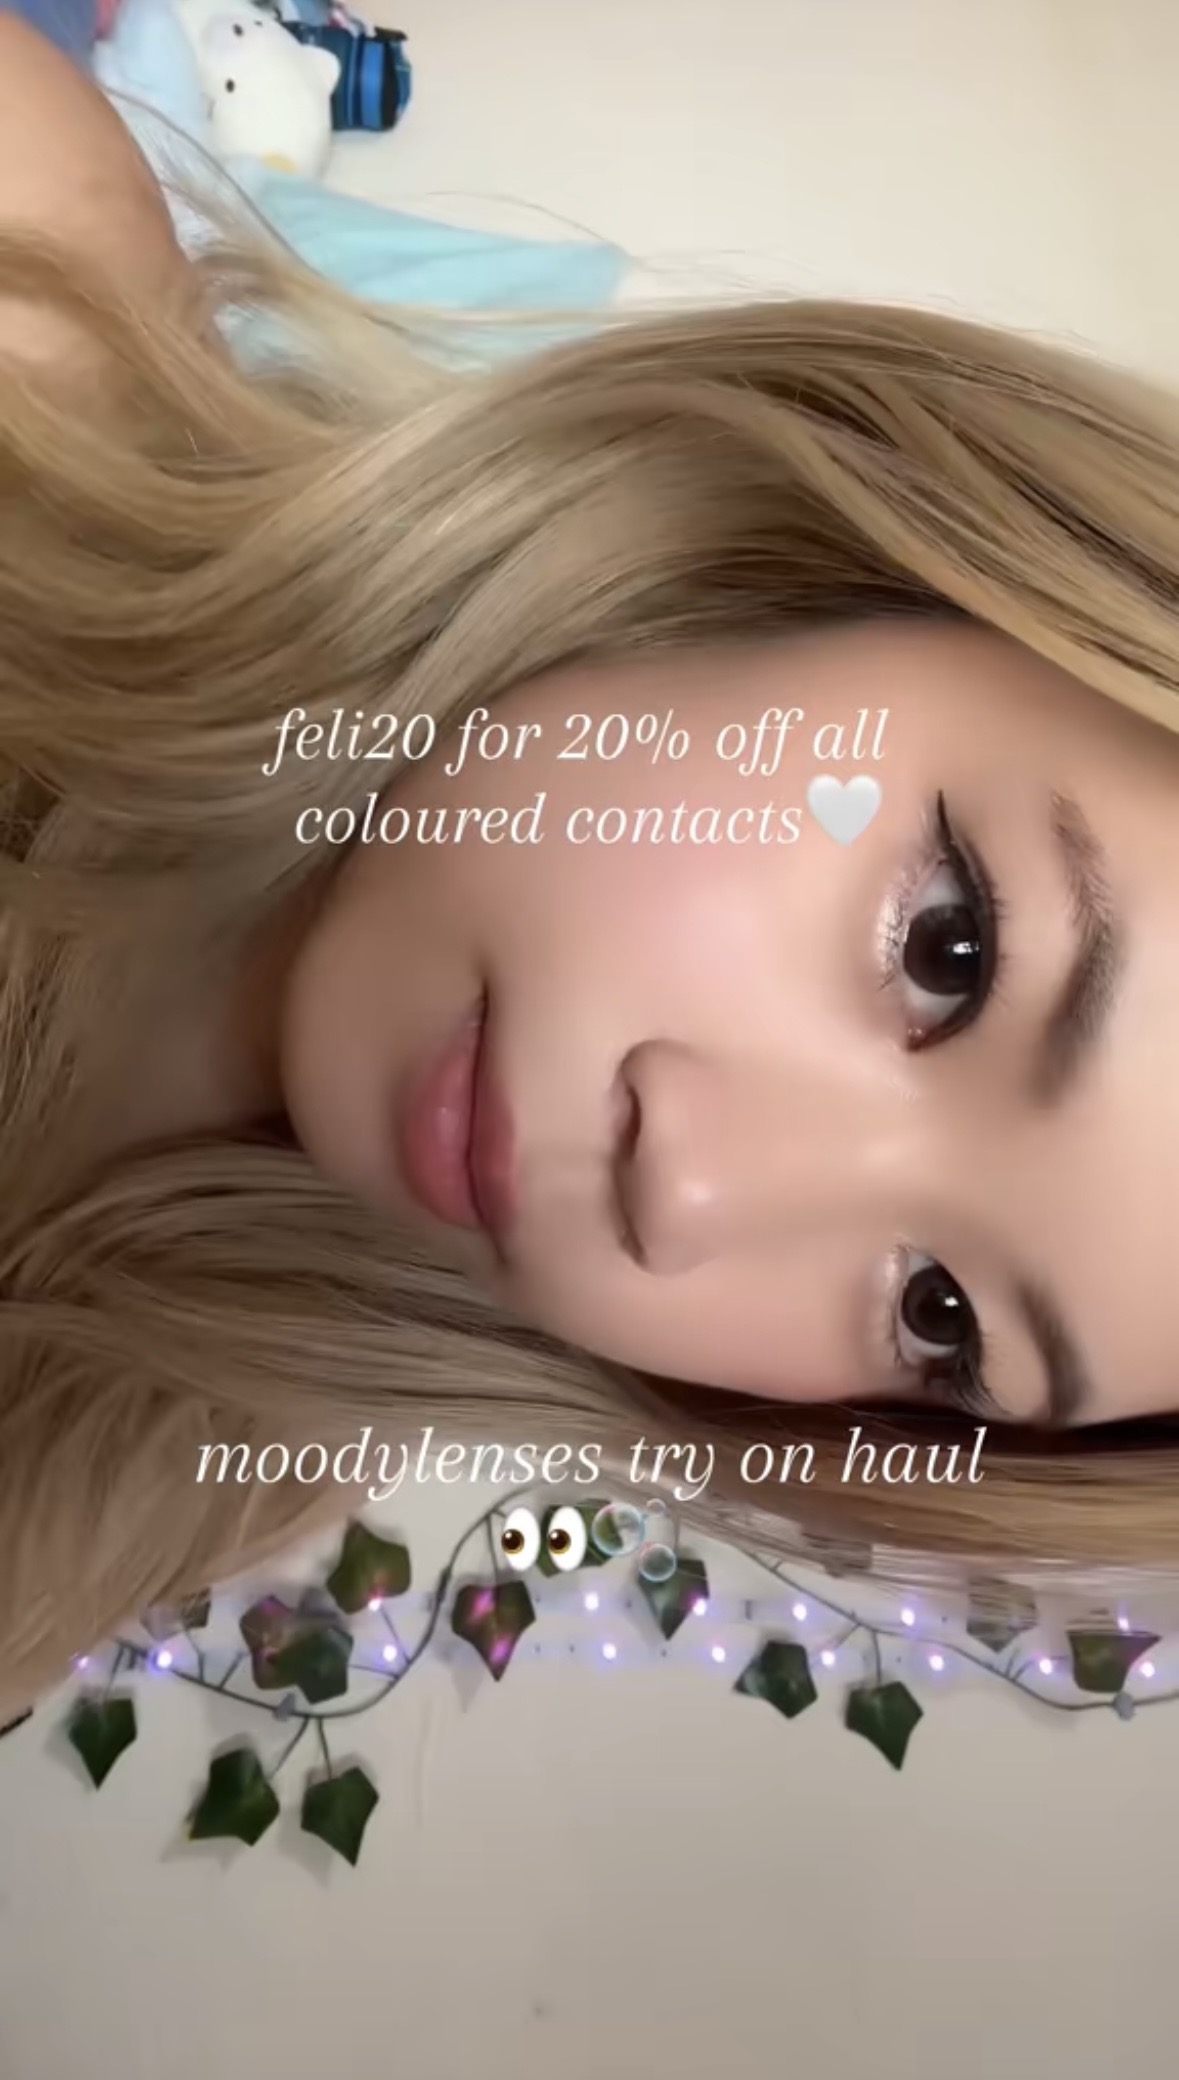 feli20 for 20% off all
coloured contacts🤍
moodylenses try on haul
👀🫧